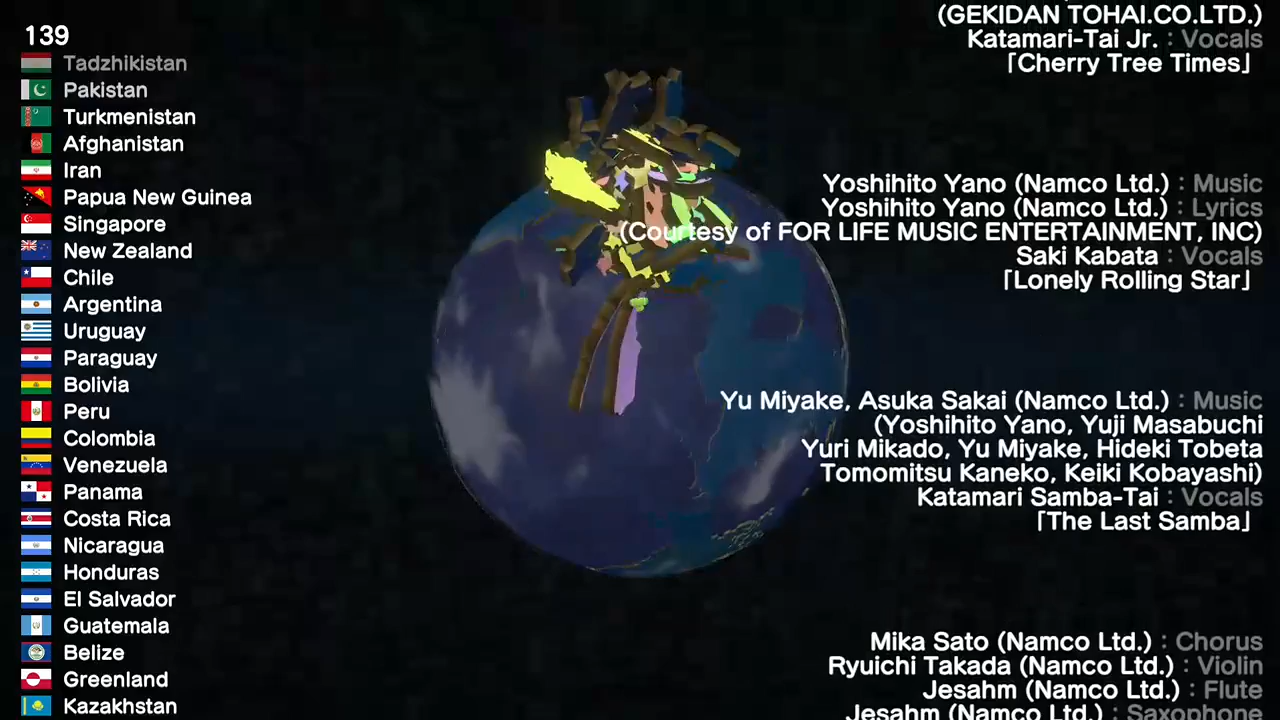 139
Tadzhikistan
Pakistan
Turkmenistan
Afghanistan
Iran
Papua New Guinea
Singapore
New Zealand
Chile
Argentina
Uruguay
Paraguay
Bolivia
Peru
Colombia
Venezuela
Panama
Costa Rica
Nicaragua
Honduras
El Salvador
Guatemala
Belize
Greenland
Kazakhstan
(GEKIDAN TOHAI.CO.LTD.)
Katamari-Tai Jr. : Vocals
「Cherry Tree Times」
Yoshihito Yano (Namco Ltd.) : Music
Yoshihito Yano (Namco Ltd.) : Lyrics
(Courtesy of FOR LIFE MUSIC ENTERTAINMENT, INC)
Saki Kabata : Vocals
「Lonely Rolling Star」
Yu Miyake, Asuka Sakai (Namco Ltd.) : Music
(Yoshihito Yano, Yuji Masabuchi
Yuri Mikado, Yu Miyake, Hideki Tobeta
Tomomitsu Kaneko, Keiki Kobayashi)
Katamari Samba-Tai : Vocals
「The Last Samba」
Mika Sato (Namco Ltd.) : Chorus
Ryuichi Takada (Namco Ltd.) : Violin
Jesahm (Namco Ltd.) : Flute
Jesahm (Namco Ltd.) : Saxophone